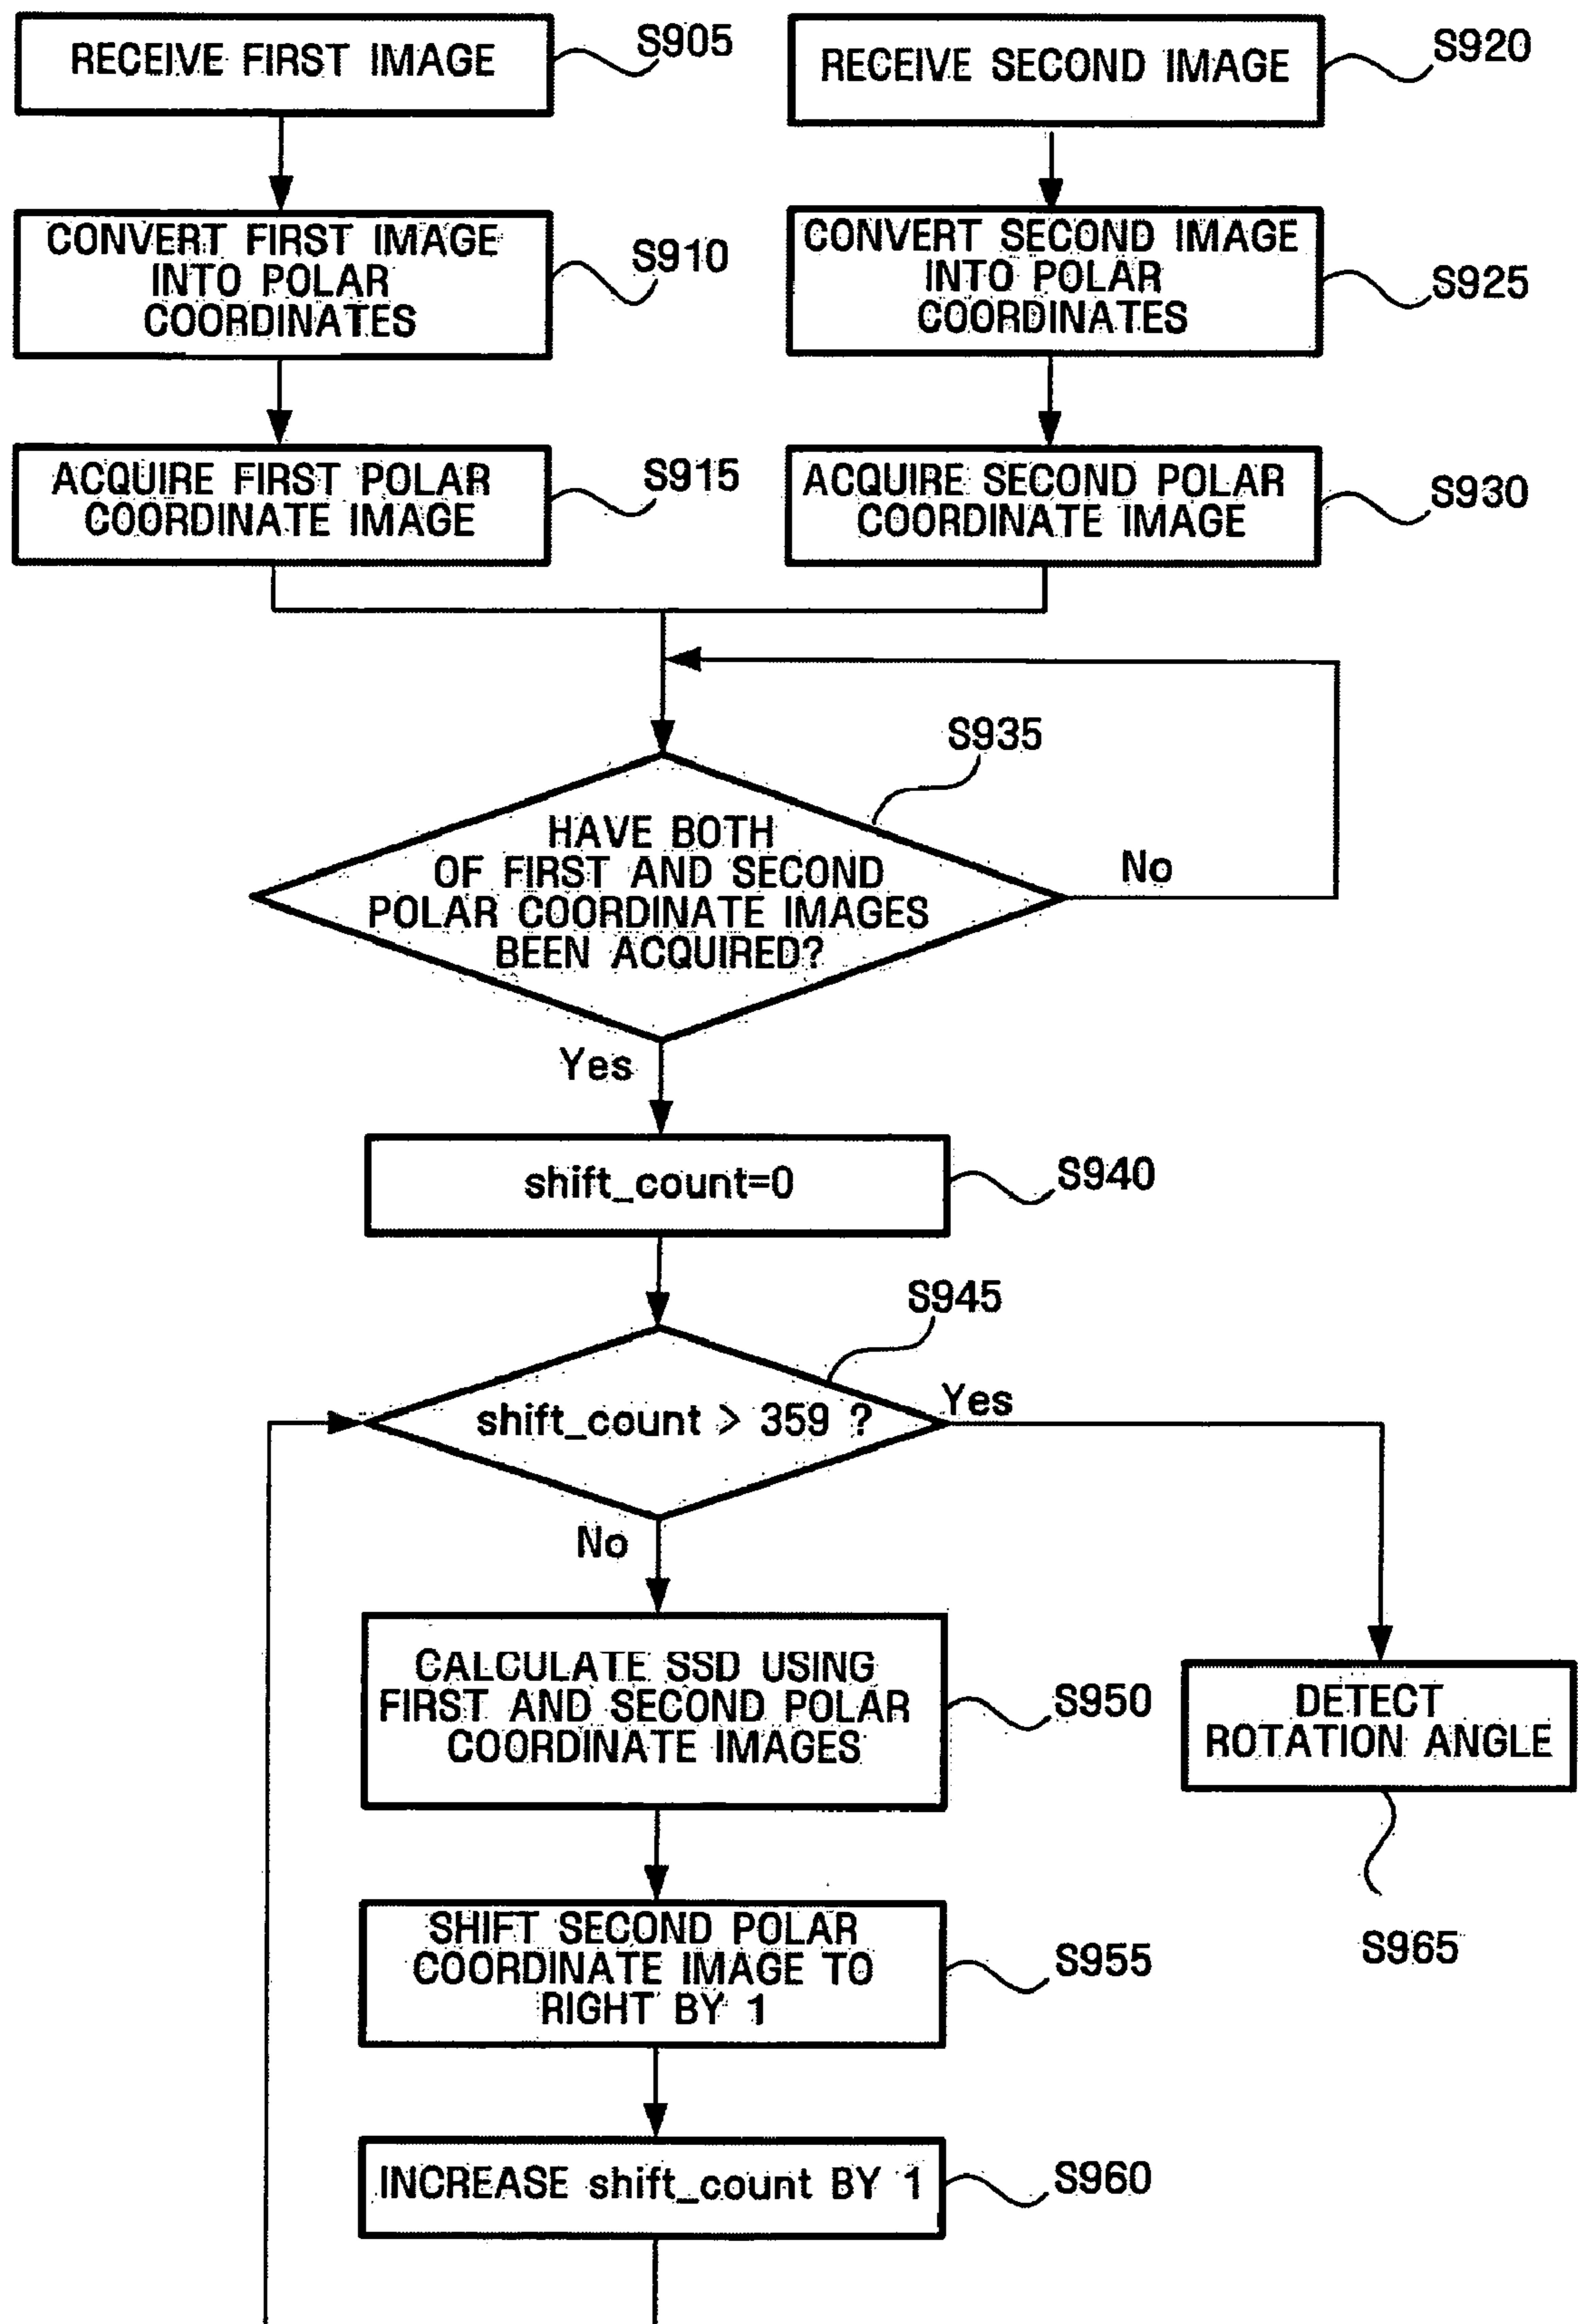 RECEIVE FIRST IMAGE
S905
RECEIVE SECOND IMAGE
S920
CONVERT FIRST IMAGE
INTO POLAR
COORDINATES
S910
CONVERT SECOND IMAGE
INTO POLAR
COORDINATES
S925
ACQUIRE FIRST POLAR
COORDINATE IMAGE
S915
ACQUIRE SECOND POLAR
COORDINATE IMAGE
S930
S935
HAVE BOTH
OF FIRST AND SECOND
POLAR COORDINATE IMAGES
BEEN ACQUIRED?
No
Yes
shift_count=0
S940
S945
shift_count > 359 ?
Yes
No
CALCULATE SSD USING
FIRST AND SECOND POLAR
COORDINATE IMAGES
S950
DETECT
ROTATION ANGLE
S965
SHIFT SECOND POLAR
COORDINATE IMAGE TO
RIGHT BY 1
S955
INCREASE shift_count BY 1
S960